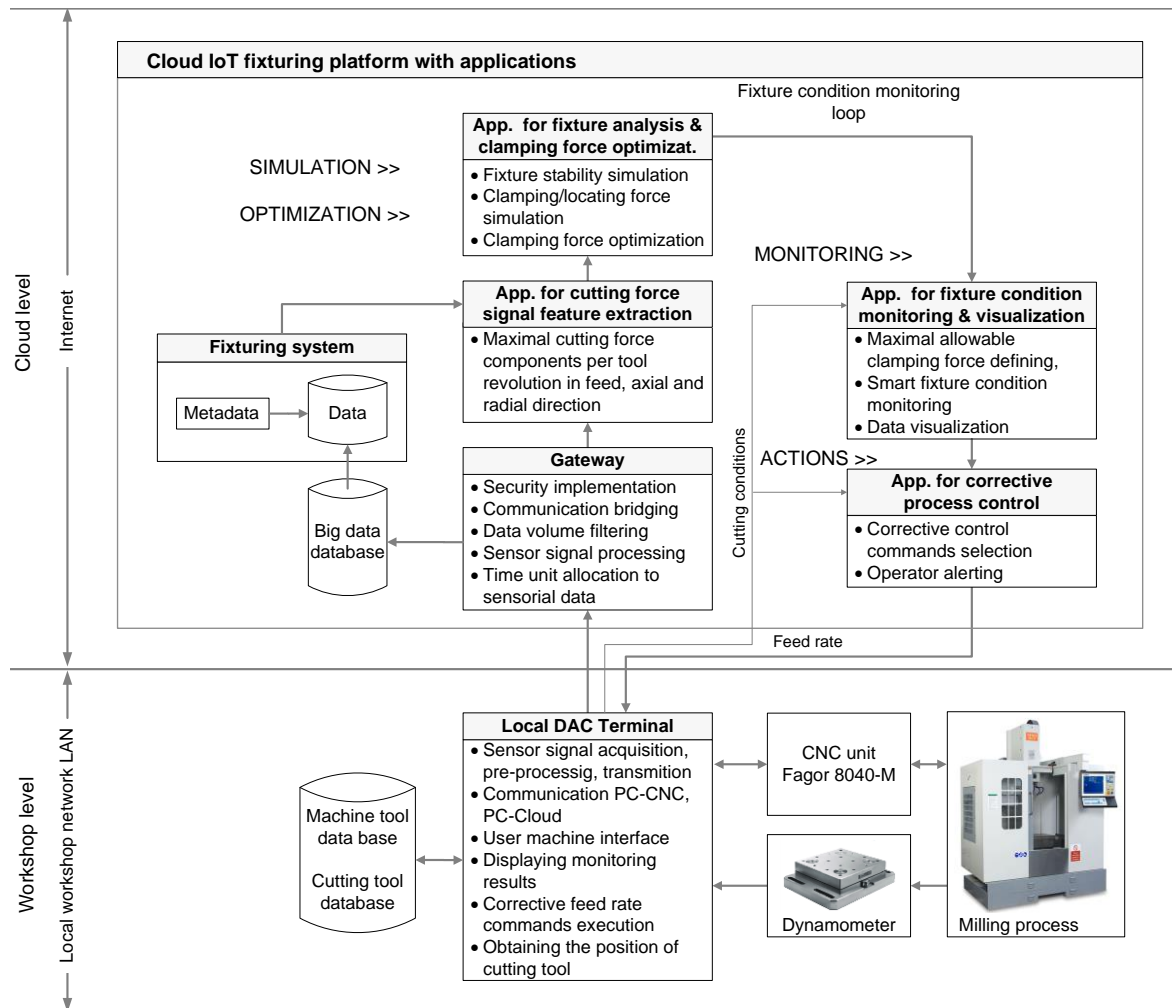 Cloud IoT fixturing platform with applications
Fixture condition monitoring
loop
App.  for fixture analysis &
clamping force optimizat.
• Fixture stability simulation
• Clamping/locating force
simulation
• Clamping force optimization
SIMULATION >>
OPTIMIZATION >>
MONITORING >>
App. for cutting force
signal feature extraction
• Maximal cutting force
components per tool
revolution in feed, axial and
radial direction
App.  for fixture condition
monitoring & visualization
• Maximal allowable
clamping force defining,
• Smart fixture condition
monitoring
• Data visualization
Fixturing system
Metadata
Data
Big data
database
Gateway
• Security implementation
• Communication bridging
• Data volume filtering
• Sensor signal processing
• Time unit allocation to
sensorial data
Cutting conditions
ACTIONS >>
App. for corrective
process control
• Corrective control
commands selection
• Operator alerting
Feed rate
Cloud level
Internet
Workshop level
Local workshop network LAN
Local DAC Terminal
• Sensor signal acquisition,
pre-processig, transmition
• Communication PC-CNC,
PC-Cloud
• User machine interface
• Displaying monitoring
results
• Corrective feed rate
commands execution
• Obtaining the position of
cutting tool
Machine tool
data base
Cutting tool
database
CNC unit
Fagor 8040-M
Dynamometer
Milling process